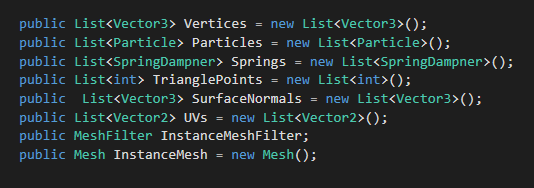 public List<Vector3> Vertices = new List<Vector3>();
public List<Particle> Particles = new List<Particle>();
public List<SpringDampner> Springs = new List<SpringDampner>();
public List<int> TrianglePoints = new List<int>();
public  List<Vector3> SurfaceNormals = new List<Vector3>();
public List<Vector2> UVs = new List<Vector2>();
public MeshFilter InstanceMeshFilter;
public Mesh InstanceMesh = new Mesh();